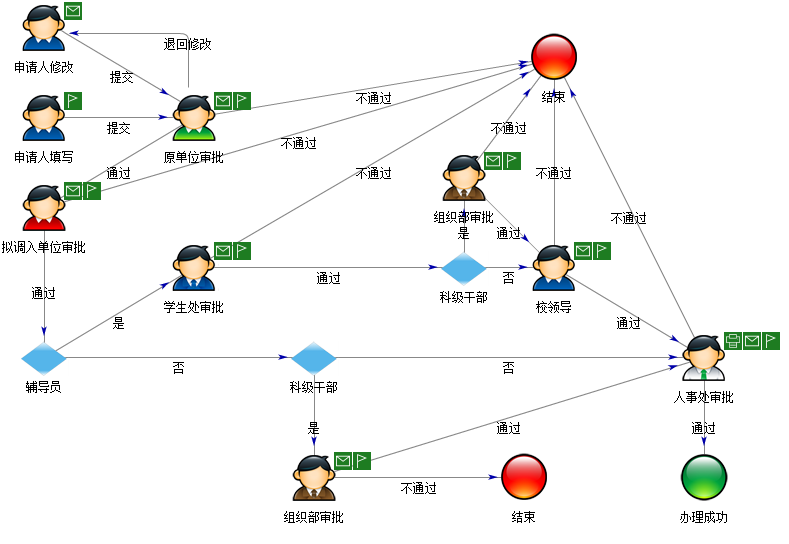 退回修改
申请人修改
提交
结束
不通过
提交
不通过
申请人填写
原单位审批
不通过
通过
不通过
不通过
组织部审批
不通过
拟调入单位审批
是
通过
通过
学生处审批
通过
科级干部
否
校领导
是
通过
辅导员
否
科级干部
否
人事处审批
是
通过
通过
组织部审批
不通过
结束
办理成功